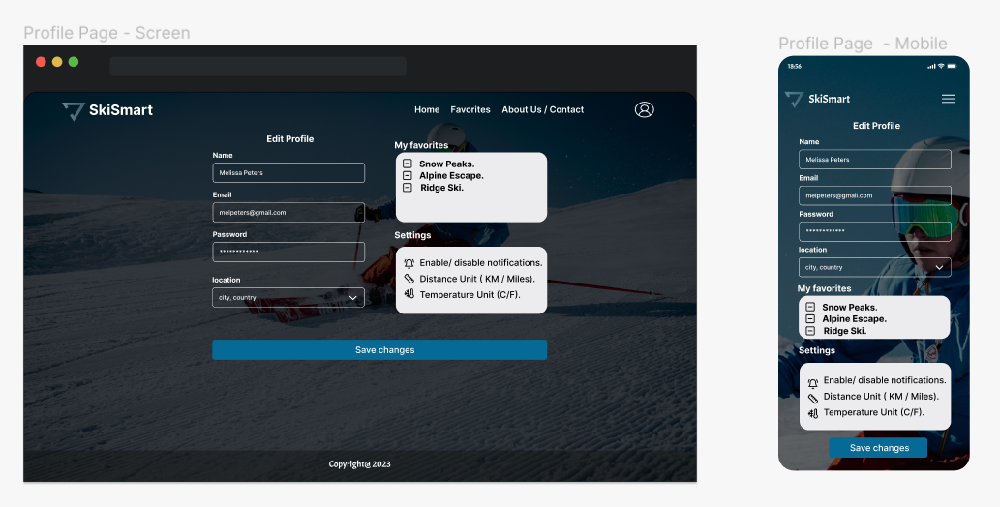 Profile Page - Screen
SkiSmart
Home Favorites About Us / Contact
Edit Profile
Name
Melissa Peters
Email
melpeters@gmail.com
Password
************
location
city, country
My favorites
Snow Peaks.
Alpine Escape.
Ridge Ski.
Settings
Enable/ disable notifications.
Distance Unit ( KM / Miles).
Temperature Unit (C/F).
Save changes
Copyright@ 2023
Profile Page - Mobile
18:56
SkiSmart
Edit Profile
Name
Melissa Peters
Email
melpeters@gmail.com
Password
************
location
city, country
My favorites
Snow Peaks.
Alpine Escape.
Ridge Ski.
Settings
Enable/ disable notifications.
Distance Unit ( KM / Miles).
Temperature Unit (C/F).
Save changes